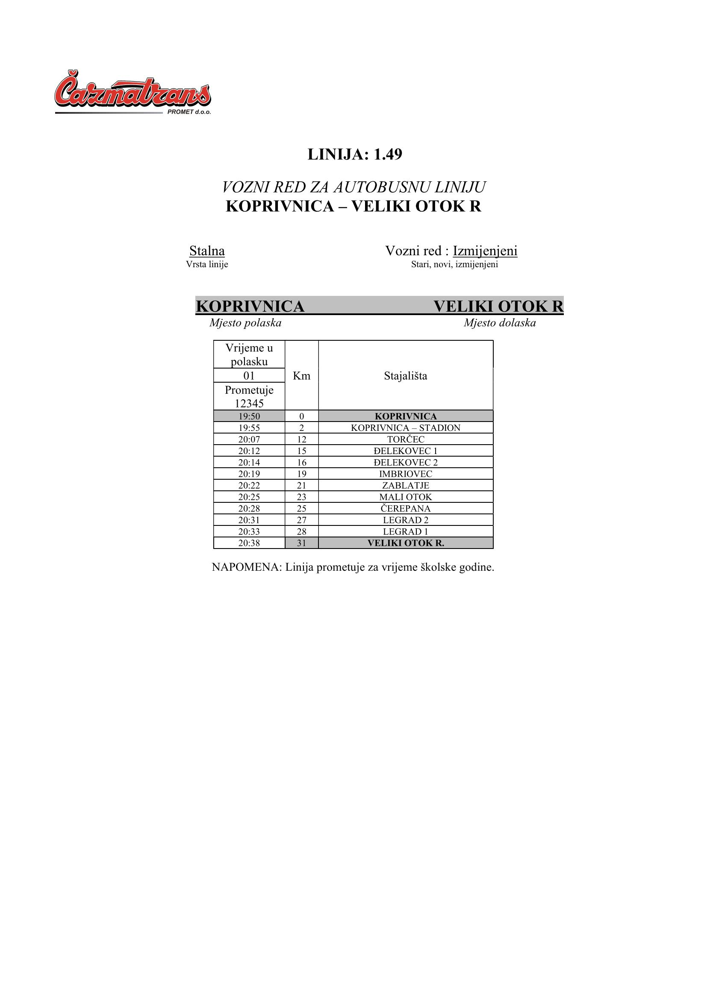 Čazmatrans
PROMET d.o.o.
LINIJA: 1.49
VOZNI RED ZA AUTOBUSNU LINIJU
KOPRIVNICA – VELIKI OTOK R
Stalna Vozni red : Izmijenjeni
Vrsta linije Stari, novi, izmijenjeni
KOPRIVNICA VELIKI OTOK R
Mjesto polaska Mjesto dolaska
Vrijeme u
polasku
01 Km Stajališta
Prometuje
12345
19:50 0 KOPRIVNICA
19:55 2 KOPRIVNICA – STADION
20:07 12 TORČEC
20:12 15 ĐELEKOVEC 1
20:14 16 ĐELEKOVEC 2
20:19 19 IMBRIOVEC
20:22 21 ZABLATJE
20:25 23 MALI OTOK
20:28 25 ČEREPANA
20:31 27 LEGRAD 2
20:33 28 LEGRAD 1
20:38 31 VELIKI OTOK R.
NAPOMENA: Linija prometuje za vrijeme školske godine.